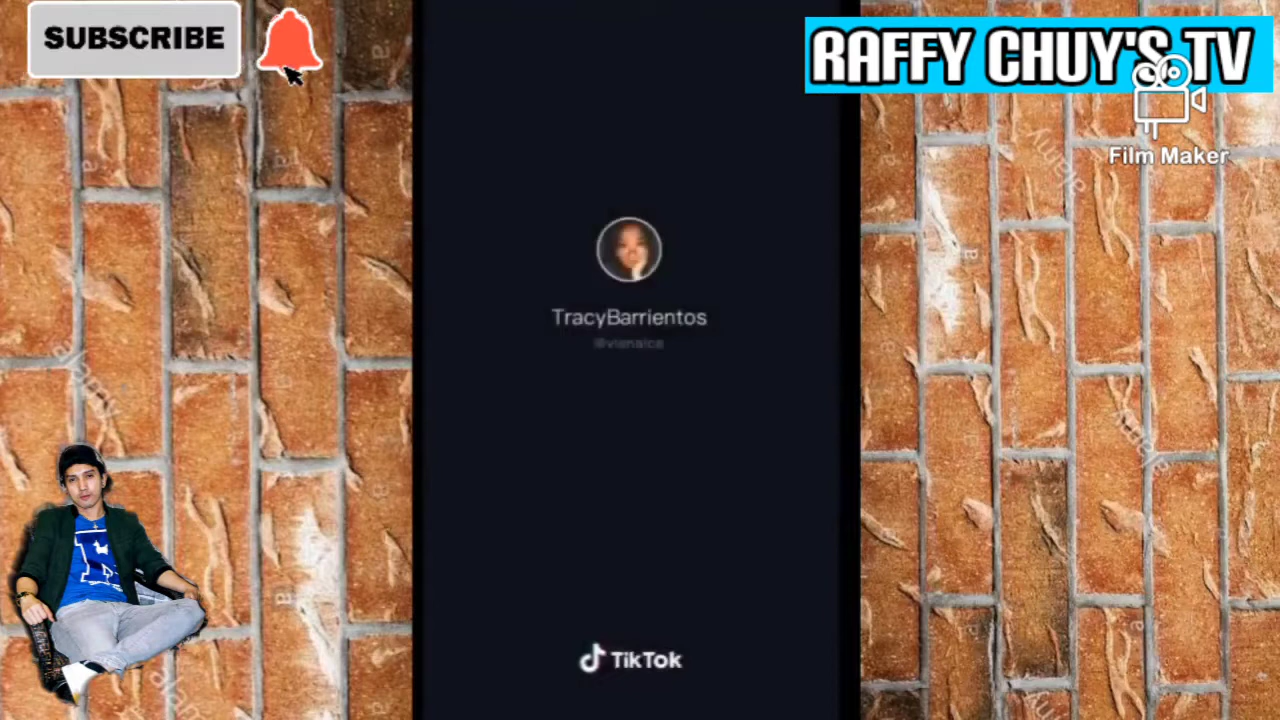 SUBSCRIBE
RAFFY CHUY'S TV
Film Maker
TracyBarrientos
TikTok